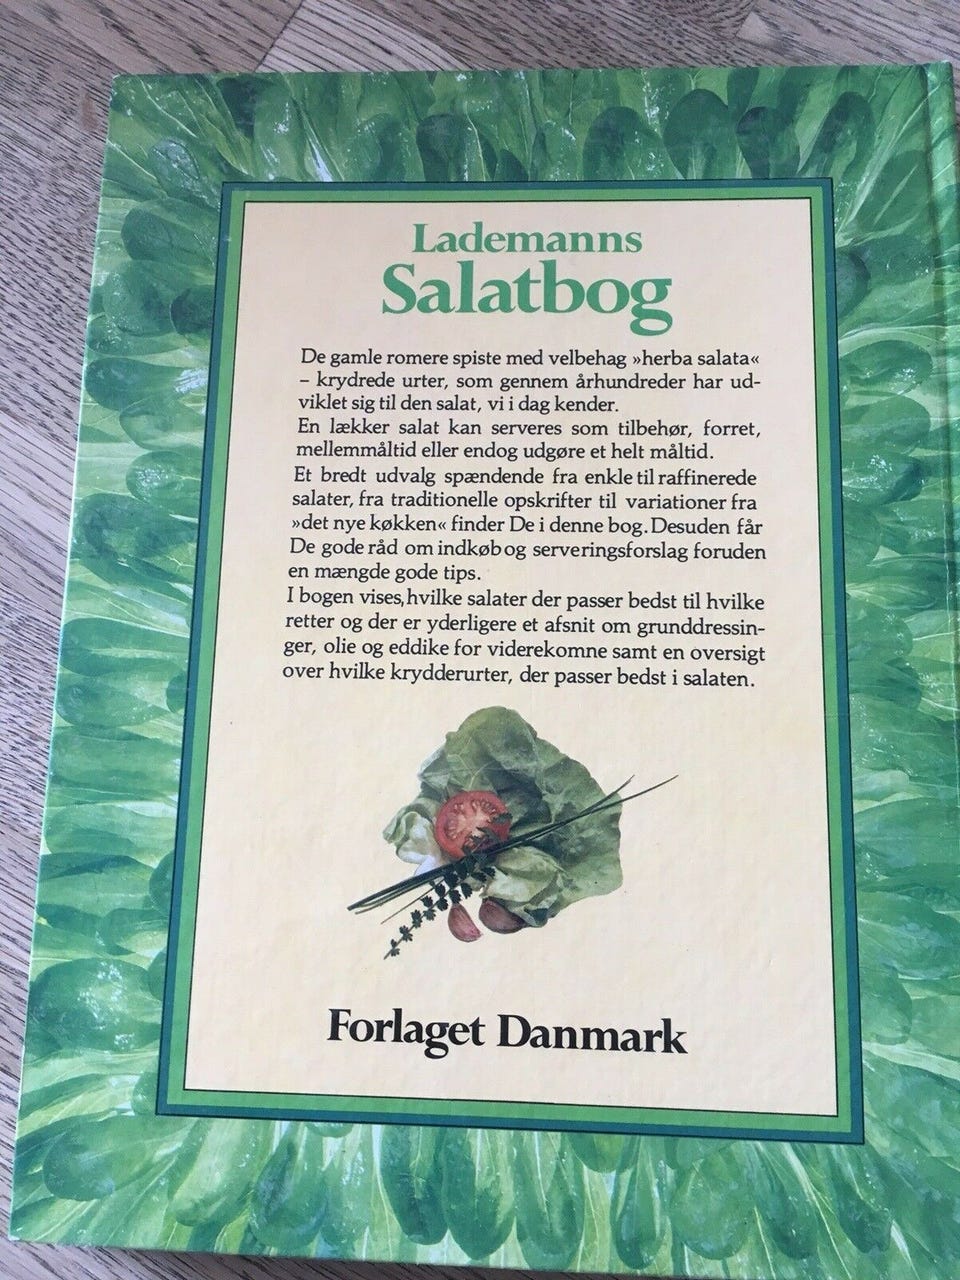 Lademanns
Salatbog
De gamle romere spiste med velbehag »herba salata«
– krydrede urter, som gennem århundreder har ud-
viklet sig til den salat, vi i dag kender.
En lækker salat kan serveres som tilbehør, forret,
mellemmåltid eller endog udgøre et helt måltid.
Et bredt udvalg spændende fra enkle til raffinerede
salater, fra traditionelle opskrifter til variationer fra
»det nye køkken« finder De i denne bog. Desuden får
De gode råd om indkøb og serveringsforslag foruden
en mængde gode tips.
I bogen vises, hvilke salater der passer bedst til hvilke
retter og der er yderligere et afsnit om grunddressin-
ger, olie og eddike for viderekomne samt en oversigt
over hvilke krydderurter, der passer bedst i salaten.
Forlaget Danmark